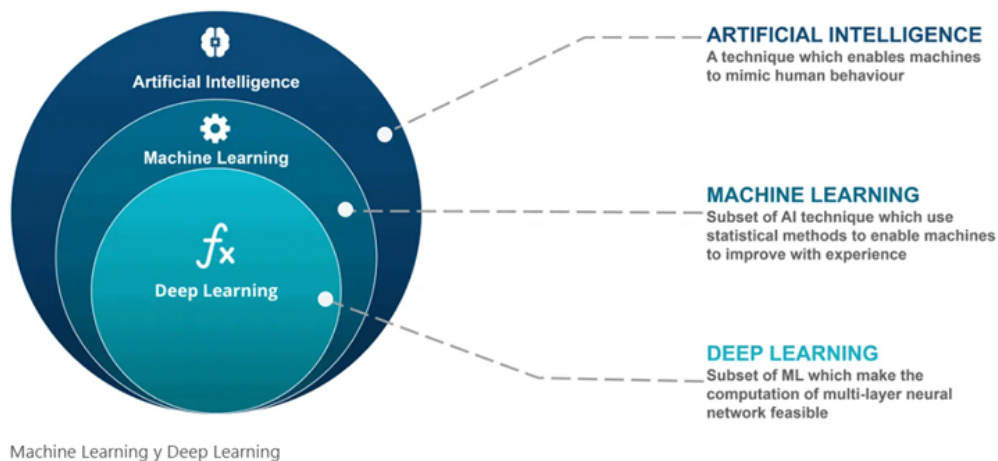 Artificial Intelligence
Machine Learning
fx
Deep Learning
ARTIFICIAL INTELLIGENCE
A technique which enables machines
to mimic human behaviour
MACHINE LEARNING
Subset of AI technique which use
statistical methods to enable machines
to improve with experience
DEEP LEARNING
Subset of ML which make the
computation of multi-layer neural
network feasible
Machine Learning y Deep Learning